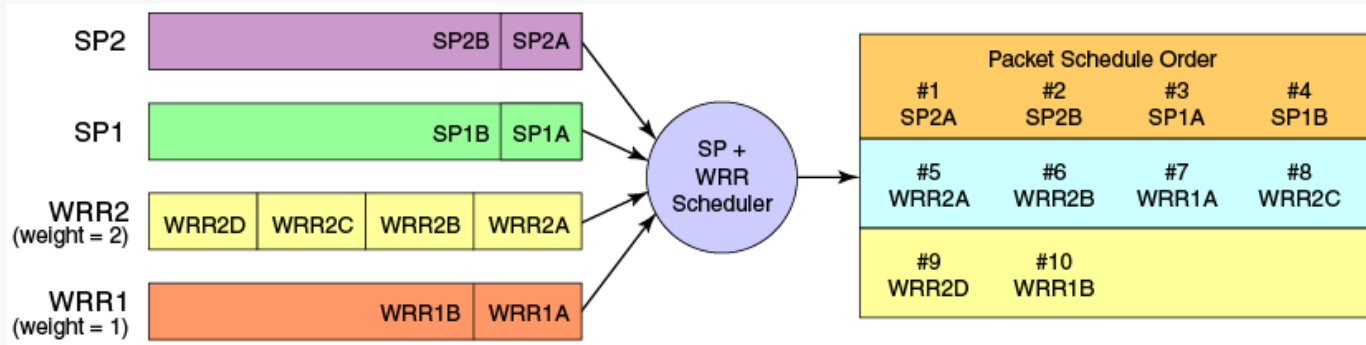 SP2
SP2B SP2A
SP1
SP1B SP1A
WRR2
(weight = 2)
WRR2D WRR2C WRR2B WRR2A
WRR1
(weight = 1)
WRR1B WRR1A
SP +
WRR
Scheduler
Packet Schedule Order
#1 #2 #3 #4
SP2A SP2B SP1A SP1B
#5 #6 #7 #8
WRR2A WRR2B WRR1A WRR2C
#9 #10
WRR2D WRR1B